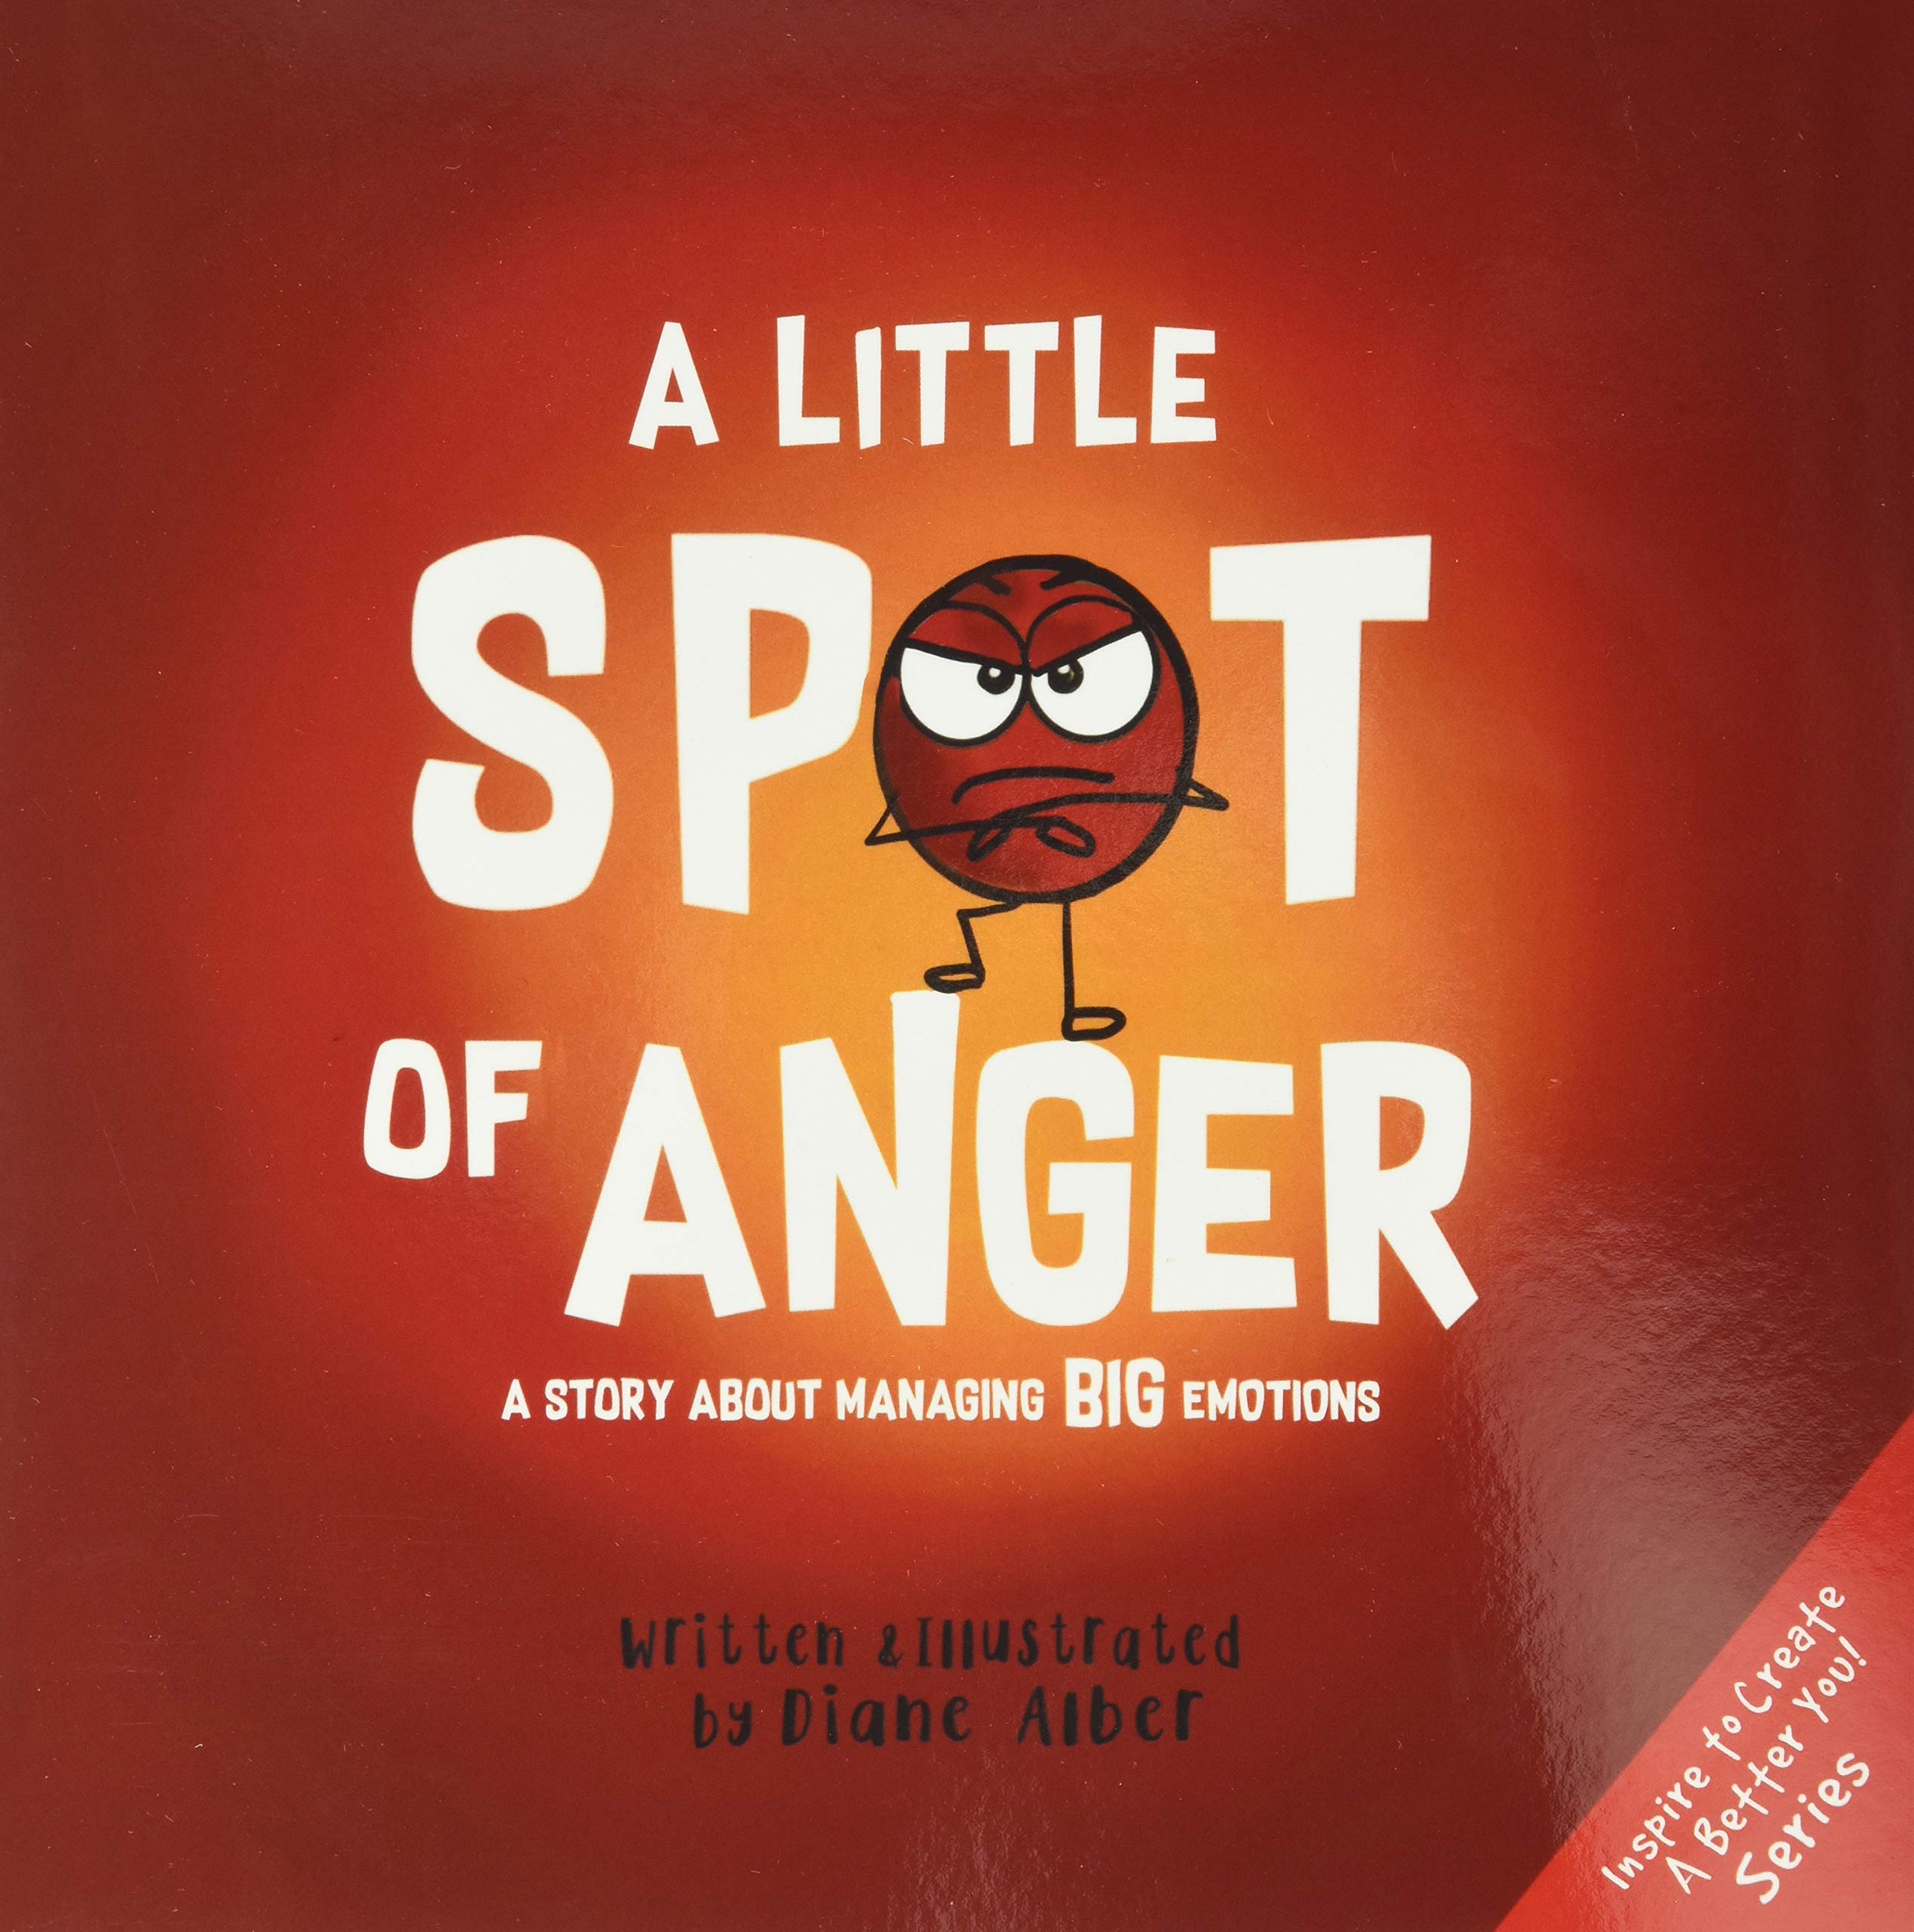 A LITTLE
SPOT
OF ANGER
A STORY ABOUT MANAGING BIG EMOTIONS
Written & Illustrated
by Diane Alber
Inspire to Create
A Better You!
Series